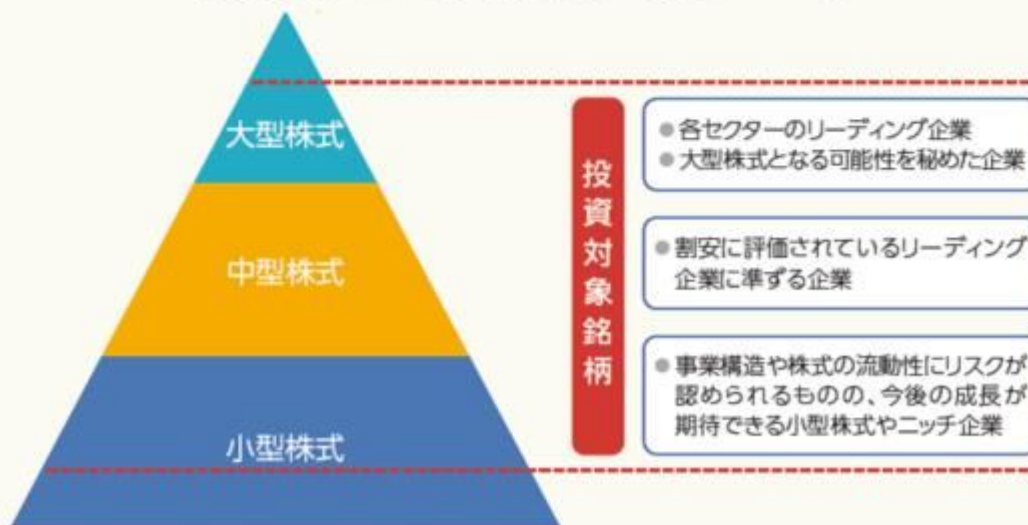 大型株式
中型株式
小型株式
投資対象銘柄
● 各セクターのリーディング企業
● 大型株式となる可能性を秘めた企業
● 割安に評価されているリーディング
企業に準ずる企業
● 事業構造や株式の流動性にリスクが
認められるものの、今後の成長が
期待できる小型株式やニッチ企業